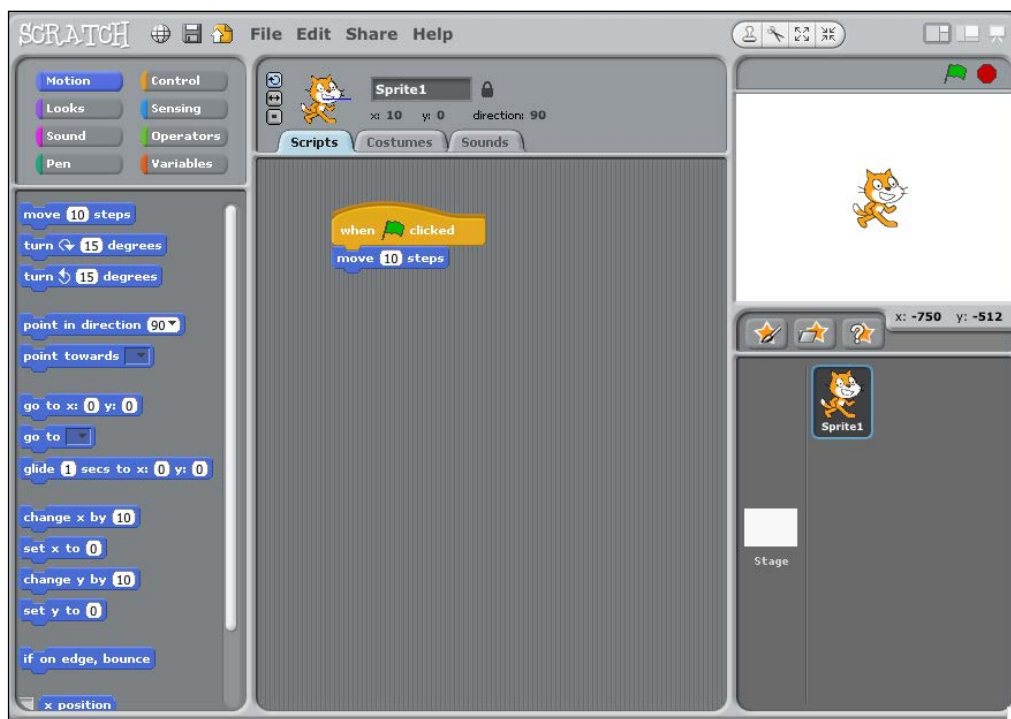 SCRATCH File Edit Share Help
Motion Control
Looks Sensing
Sound Operators
Pen Variables
move 10 steps
turn 15 degrees
turn 15 degrees
point in direction 90
point towards
go to x: 0 y: 0
go to
glide 1 secs to x: 0 y: 0
change x by 10
set x to 0
change y by 10
set y to 0
if on edge, bounce
x position
Sprite1
x: 10 y: 0 direction: 90
Scripts Costumes Sounds
when clicked
move 10 steps
x: -750 y: -512
Sprite1
Stage